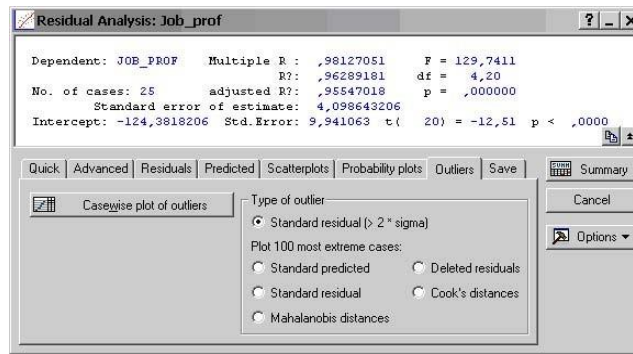 Residual Analysis: Job_prof
Dependent: JOB_PROF Multiple R : ,98127051 F = 129,7411
R?: ,96289181 df = 4,20
No. of cases: 25 adjusted R?: ,95547018 p = ,000000
Standard error of estimate: 4,098643206
Intercept: -124,3818206 Std.Error: 9,941063 t( 20) = -12,51 p < ,0000
Quick Advanced Residuals Predicted Scatterplots Probability plots Outliers Save
Casewise plot of outliers
Type of outlier
Standard residual (> 2 * sigma)
Plot 100 most extreme cases:
Standard predicted Deleted residuals
Standard residual Cook's distances
Mahalanobis distances
Summary
Cancel
Options